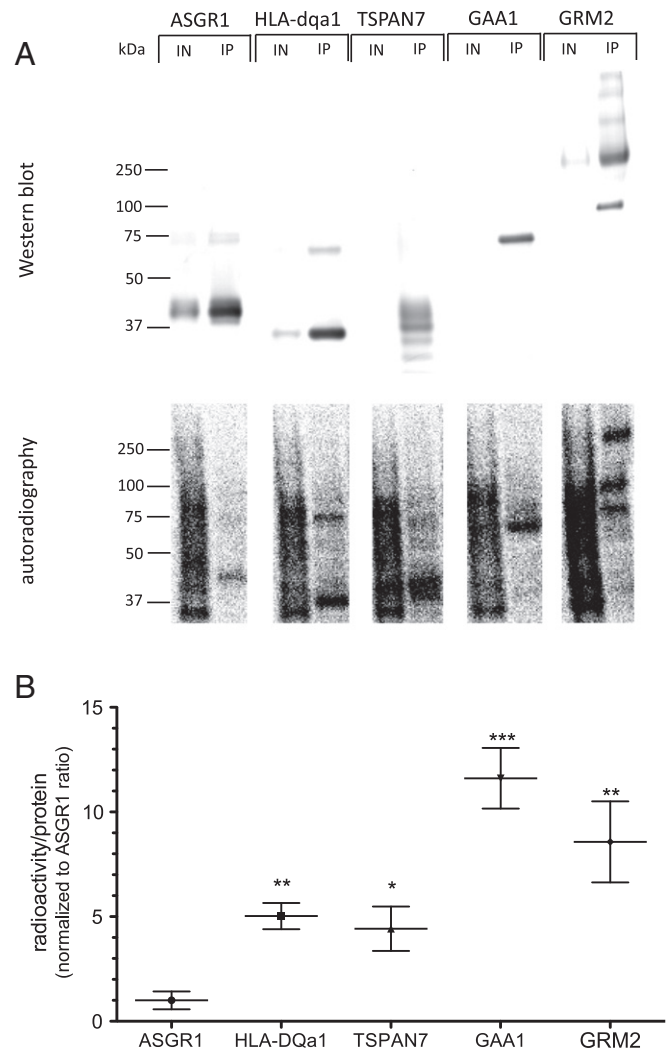 A
ASGR1 HLA-dqa1 TSPAN7 GAA1 GRM2
kDa IN IP IN IP IN IP IN IP IN IP
Western blot
250
100
75
50
37
autoradiography
250
100
75
50
37
B
radioactivity/protein
(normalized to ASGR1 ratio)
15
10
5
0
** * *** **
ASGR1 HLA-DQa1 TSPAN7 GAA1 GRM2